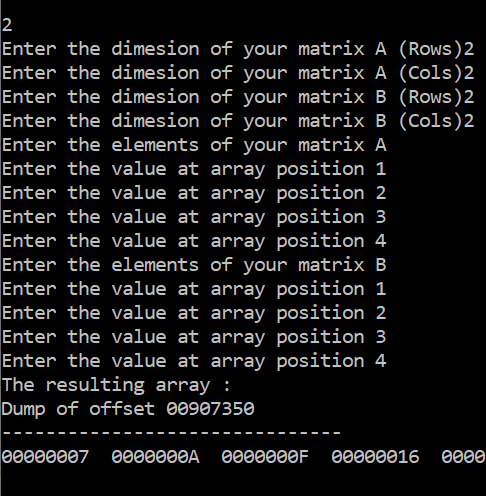 2
Enter the dimesion of your matrix A (Rows)2
Enter the dimesion of your matrix A (Cols)2
Enter the dimesion of your matrix B (Rows)2
Enter the dimesion of your matrix B (Cols)2
Enter the elements of your matrix A
Enter the value at array position 1
Enter the value at array position 2
Enter the value at array position 3
Enter the value at array position 4
Enter the elements of your matrix B
Enter the value at array position 1
Enter the value at array position 2
Enter the value at array position 3
Enter the value at array position 4
The resulting array :
Dump of offset 00907350
-------------------------------
00000007  0000000A  0000000F  00000016  0000